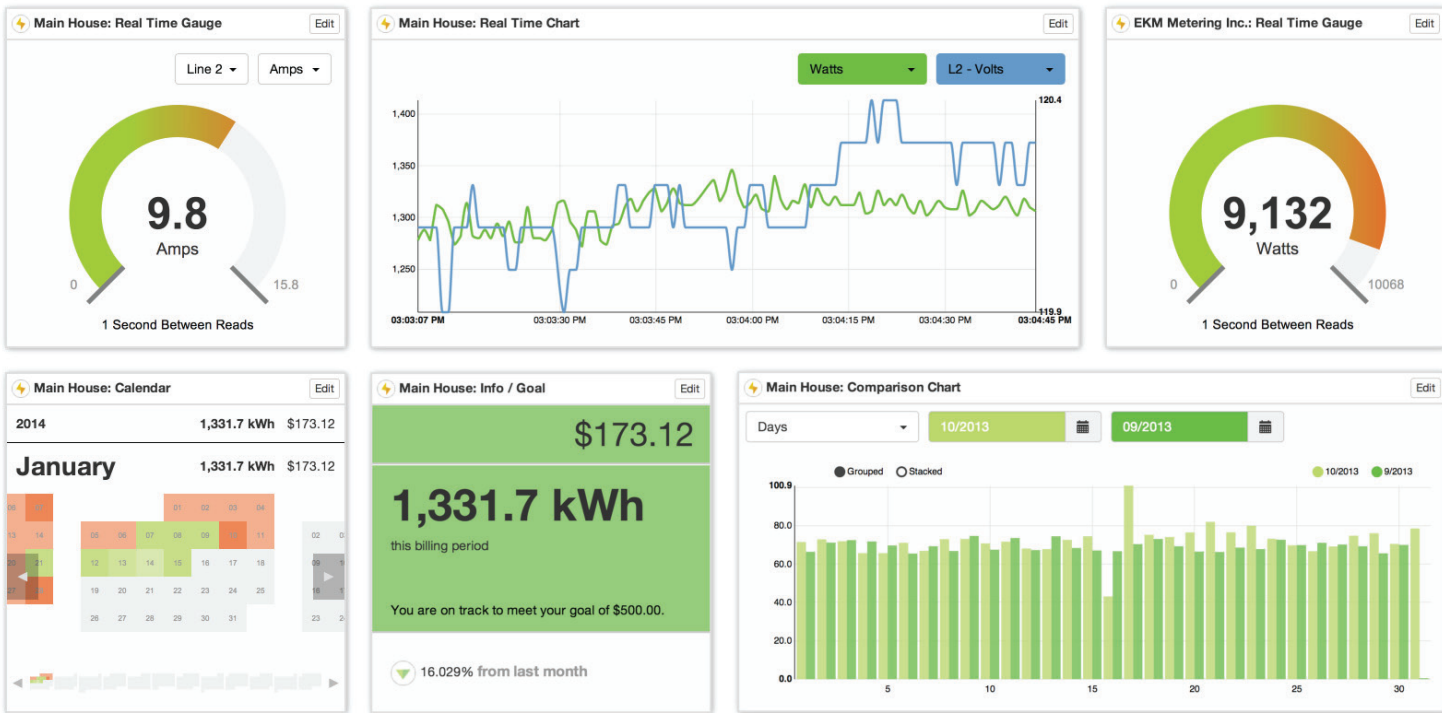 Main House: Real Time Gauge Edit
Line 2 Amps
9.8
Amps
0 15.8
1 Second Between Reads
Main House: Real Time Chart Edit
Watts L2 - Volts
120.4
1,400
1,350
1,300
1,250
119.9
03:03:07 PM 03:03:30 PM 03:03:45 PM 03:04:00 PM 03:04:15 PM 03:04:30 PM 03:04:45 PM
EKM Metering Inc.: Real Time Gauge Edit
9,132
Watts
0 10068
1 Second Between Reads
Main House: Calendar Edit
2014 1,331.7 kWh $173.12
January 1,331.7 kWh $173.12
01 02 03 04
13 14 05 06 07 08 09 10 11 02
20 21 12 13 14 15 16 17 18 09
27 19 20 21 22 23 24 25 16
26 27 28 29 30 31 23
Main House: Info / Goal Edit
$173.12
1,331.7 kWh
this billing period
You are on track to meet your goal of $500.00.
16.029% from last month
Main House: Comparison Chart Edit
Days 10/2013 09/2013
Grouped Stacked 10/2013 9/2013
100.9
80.0
60.0
40.0
20.0
0.0
5 10 15 20 25 30